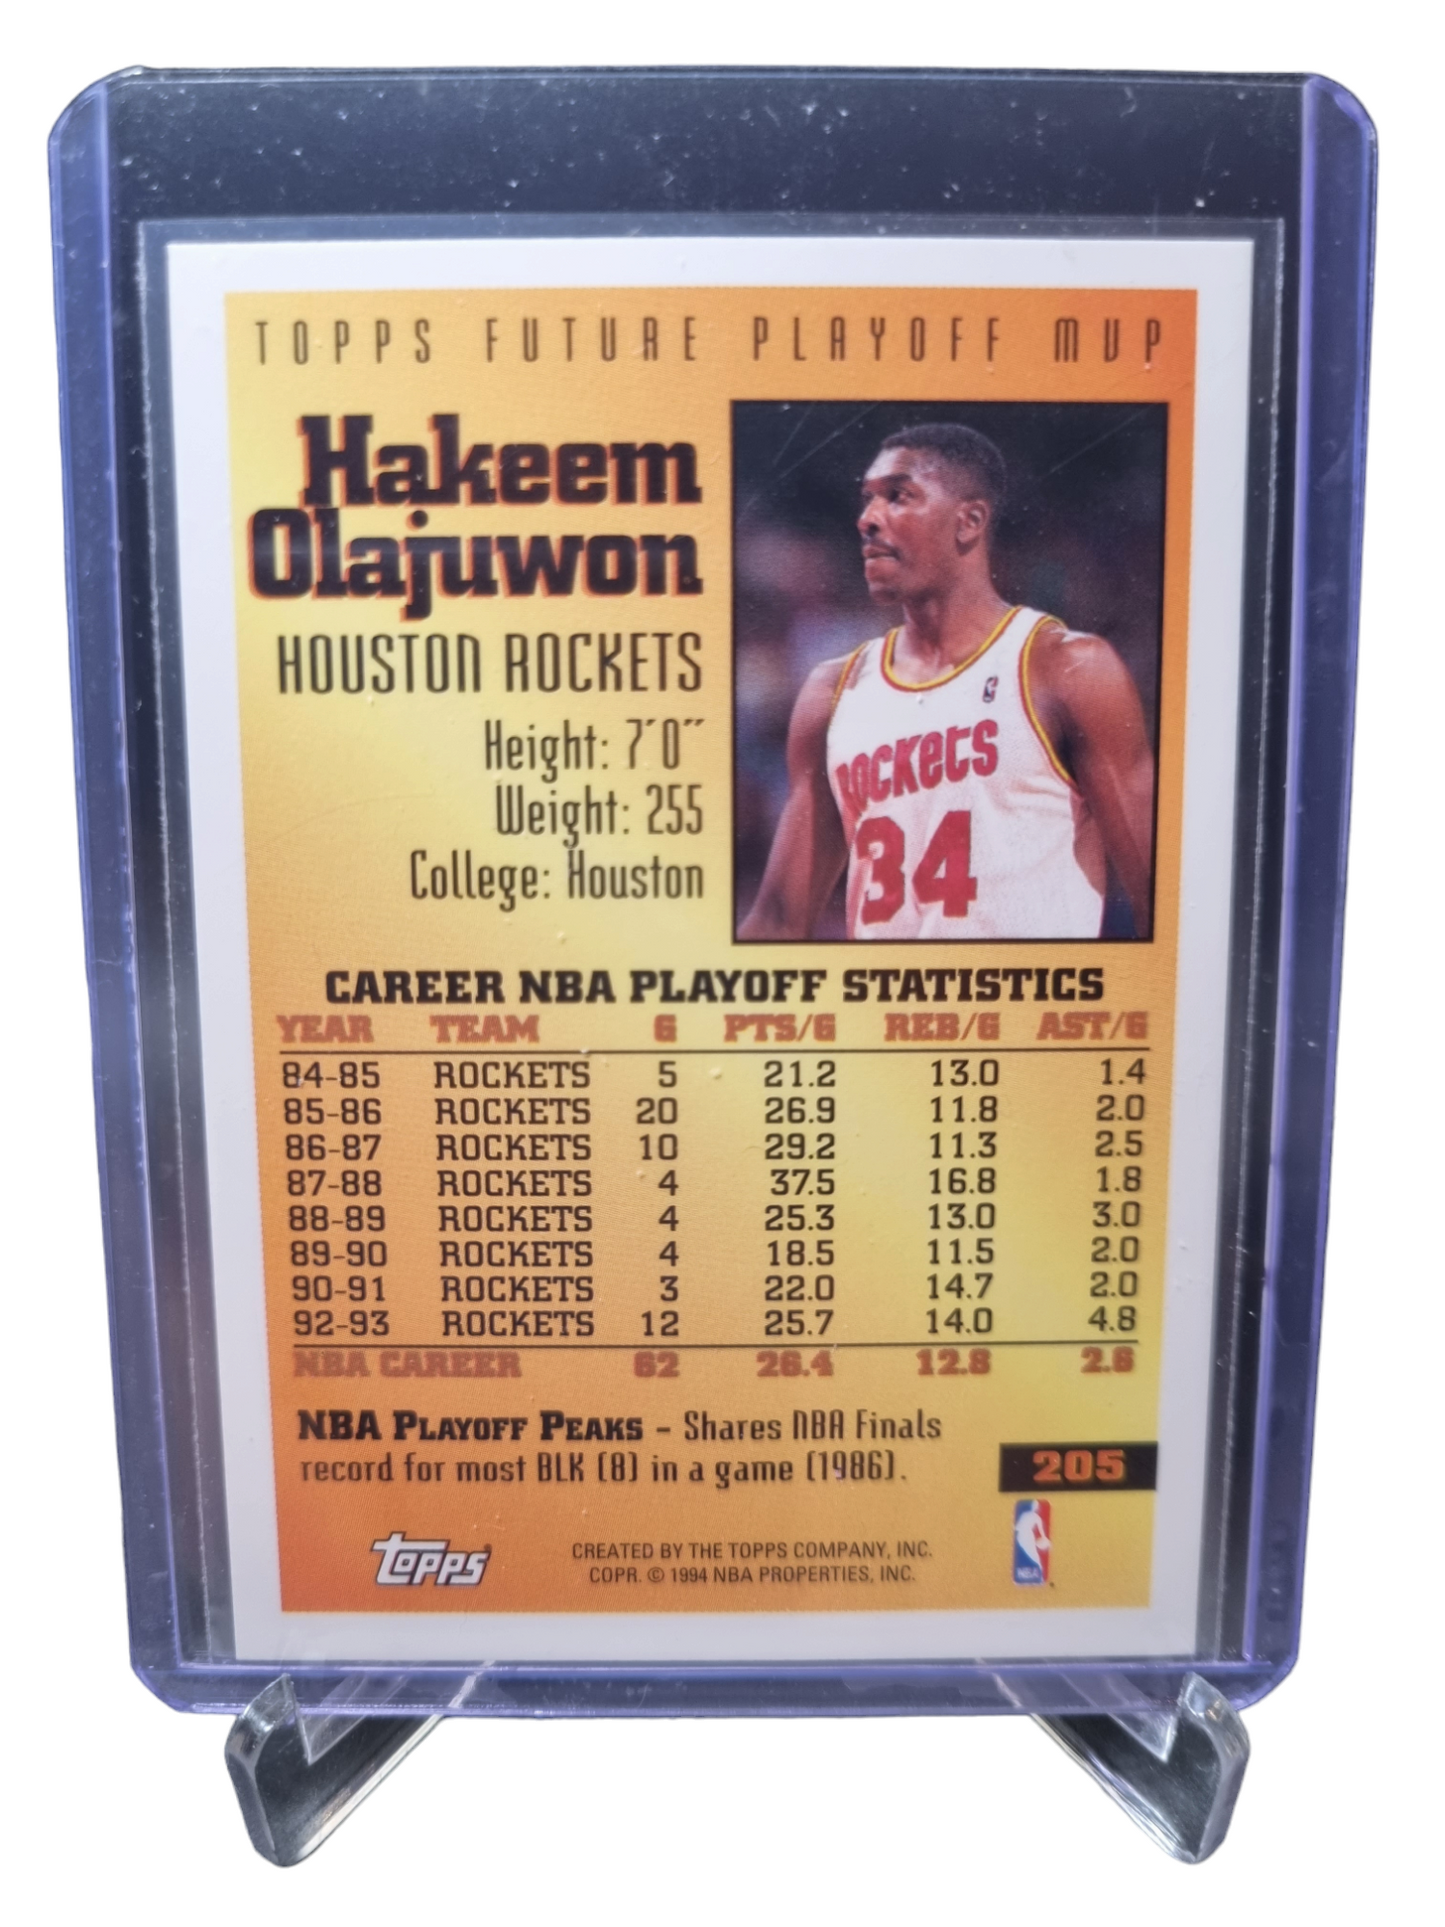 TOPPS FUTURE PLAYOFF MVP
Hakeem
Olajuwon
HOUSTON ROCKETS
Height: 7'0"
Weight: 255
College: Houston
ROCKETS
34
CAREER NBA PLAYOFF STATISTICS
YEAR TEAM G PTS/G REB/G AST/G
84-85 ROCKETS 5 21.2 13.0 1.4
85-86 ROCKETS 20 26.9 11.8 2.0
86-87 ROCKETS 10 29.2 11.3 2.5
87-88 ROCKETS 4 37.5 16.8 1.8
88-89 ROCKETS 4 25.3 13.0 3.0
89-90 ROCKETS 4 18.5 11.5 2.0
90-91 ROCKETS 3 22.0 14.7 2.0
92-93 ROCKETS 12 25.7 14.0 4.8
NBA CAREER 62 26.4 12.8 2.6
NBA PLAYOFF PEAKS – Shares NBA Finals
record for most BLK (8) in a game (1986).
205
TOPPS
CREATED BY THE TOPPS COMPANY, INC.
COPR. © 1994 NBA PROPERTIES, INC.
NBA